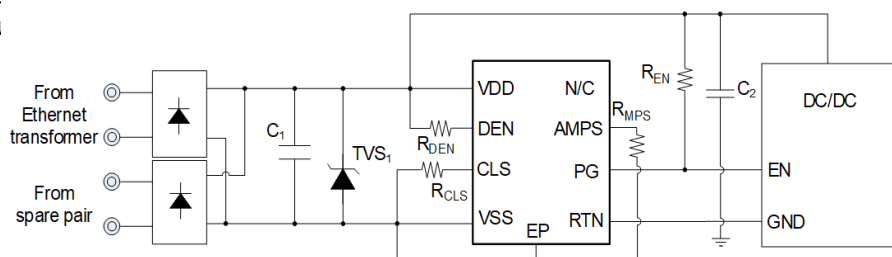 From
Ethernet
transformer
From
spare pair
C1
TVS1
RDEN
RCLS
VDD
DEN
CLS
VSS
EP
N/C
AMPS
PG
RTN
RMPS
REN
C2
DC/DC
EN
GND